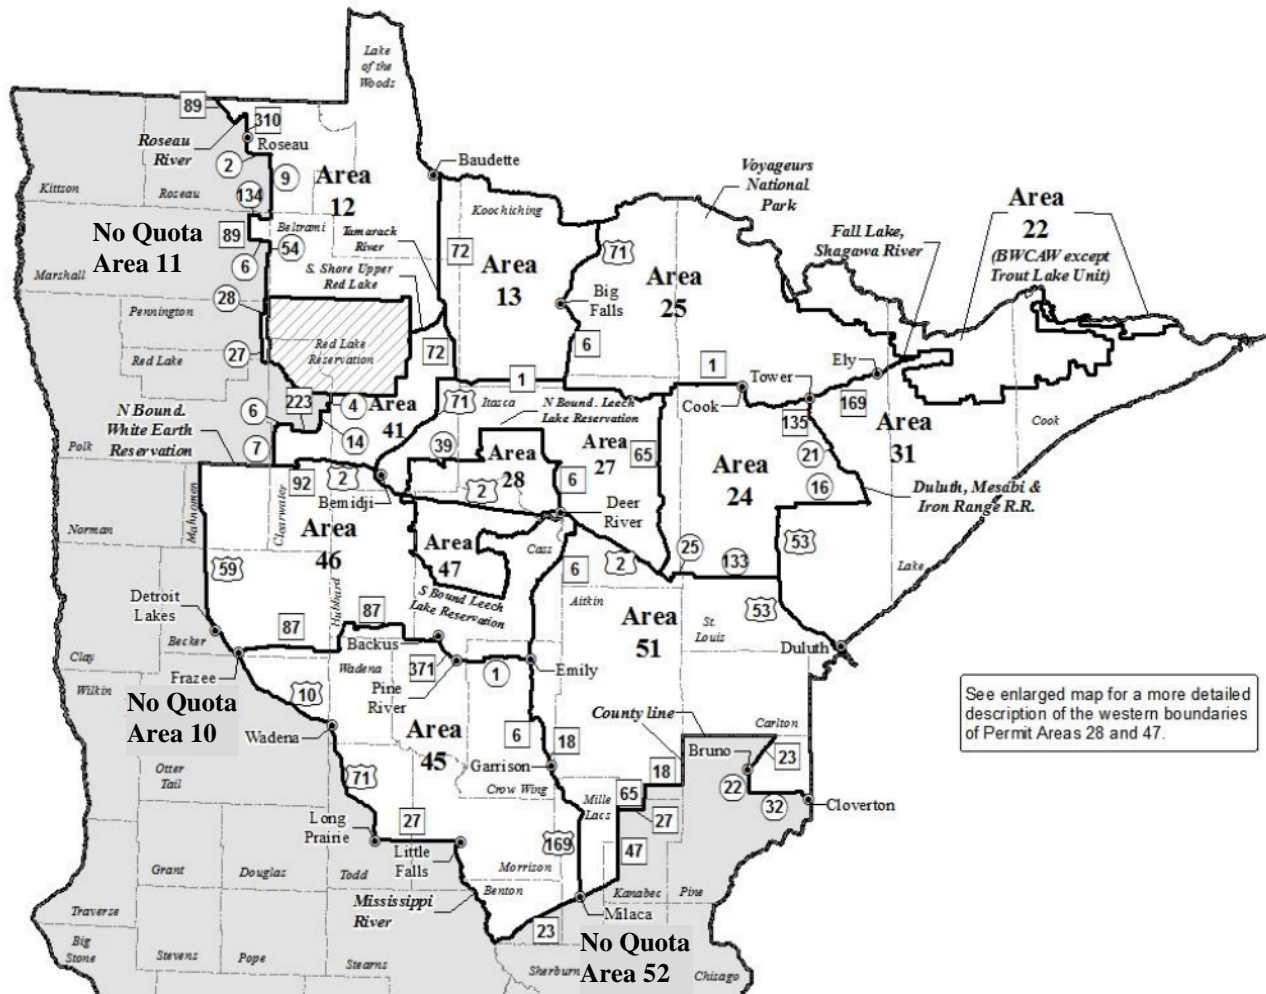 Lake
of the
Woods
89
310
Roseau
River
Roseau
2
9
Area
12
Baudette
Voyageurs
National
Park
Area
22
(BWCAW except
Trout Lake Unit)
Kittson
Roseau
134
Koochiching
Fall Lake,
Shagawa River
No Quota
Area 11
89
Beltrami
54
Tamarack
River
72
71
Area
25
Marshall
6
S. Shore Upper
Red Lake
Area
13
Big
Falls
28
Pennington
Red Lake
Reservation
72
6
Red Lake
27
1
1
Ely
Tower
Cook
169
223
4
Area
41
71
Itasca
N Bound. Leech
Lake Reservation
135
Area
31
Cook
N Bound.
White Earth
Reservation
6
14
39
Area
27
65
21
Polk
7
Area
28
Area
24
16
92
2
Bemidji
2
6
Deer
River
Duluth, Mesabi &
Iron Range R.R.
Mahnomen
Clearwater
Norman
Area
46
Area
47
Cass
25
133
53
59
6
2
Lake
Hubbard
S Bound Leech
Lake Reservation
Aitkin
Detroit
Lakes
87
87
Area
51
St.
Louis
53
Becker
Backus
Duluth
Clay
Frazee
Wadena
371
1
Emily
Wilkin
Pine
River
No Quota
Area 10
10
See enlarged map for a more detailed
description of the western boundaries
of Permit Areas 28 and 47.
Wadena
Area
45
6
18
County line
Carlton
Bruno
23
Otter
Tail
71
Garrison
18
Crow Wing
22
Mille
Lacs
65
32
Cloverton
Long
Prairie
27
27
Little
Falls
169
47
Grant
Douglas
Todd
Morrison
Mississippi
River
Benton
Kanabec
Pine
Traverse
Milaca
23
No Quota
Area 52
Big
Stone
Stevens
Pope
Stearns
Sherburn
Chisago